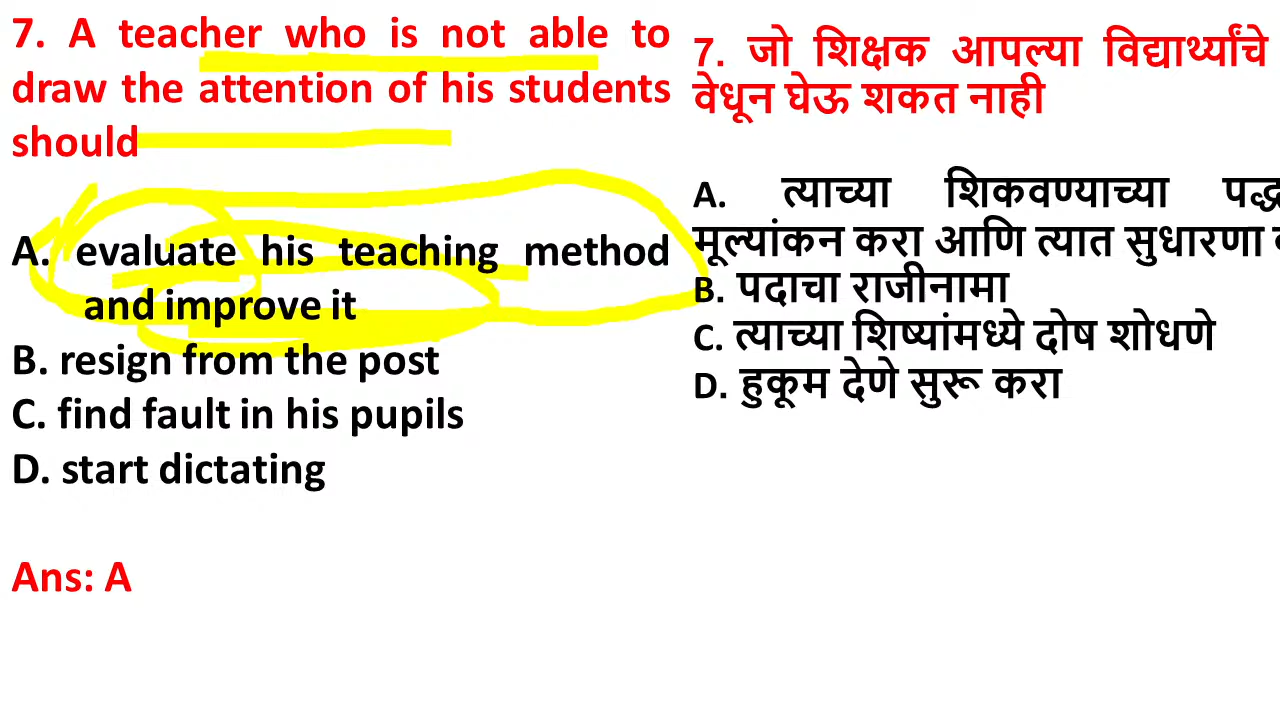 7. A teacher who is not able to
draw the attention of his students
should
A. evaluate his teaching method
and improve it
B. resign from the post
C. find fault in his pupils
D. start dictating
Ans: A
7. जो शिक्षक आपल्या विद्यार्थ्यांचे
वेधून घेऊ शकत नाही
A. त्याच्या शिकवण्याच्या
मूल्यांकन करा आणि त्यात सुधारणा
B. पदाचा राजीनामा
C. त्याच्या शिष्यांमध्ये दोष शोधणे
D. हुकूम देणे सुरू करा